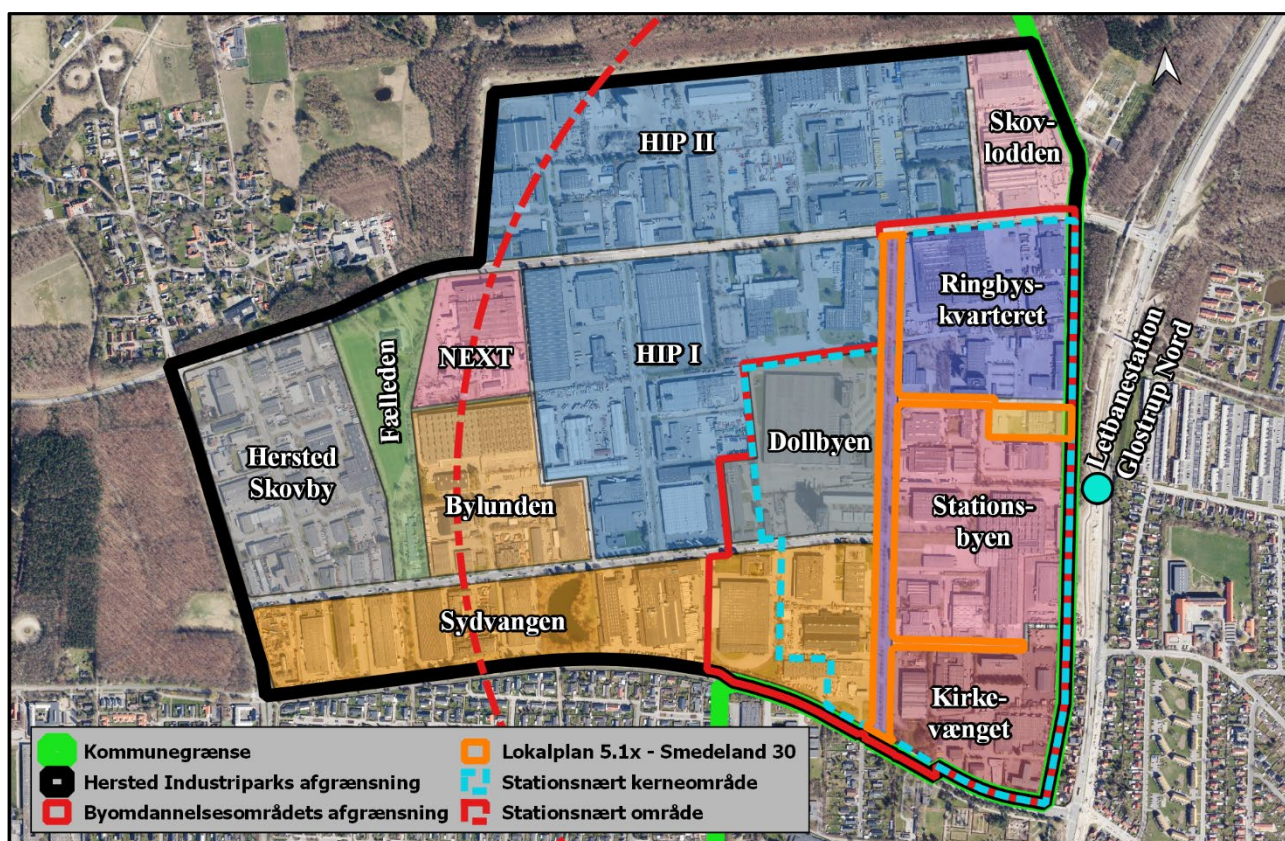 HIP II
Skov-
lodden
Ringbys-
kvarteret
NEXT
HIP I
Fælleden
Dollbyen
Hersted
Skovby
Bylunden
Stations-
byen
Letbanestation
Glostrup Nord
Sydvangen
Kirke-
vænget
Kommunegrænse
Hersted Industriparks afgrænsning
Byomdannelsesområdets afgrænsning
Lokalplan 5.1x - Smedeland 30
Stationsnært kerneområde
Stationsnært område